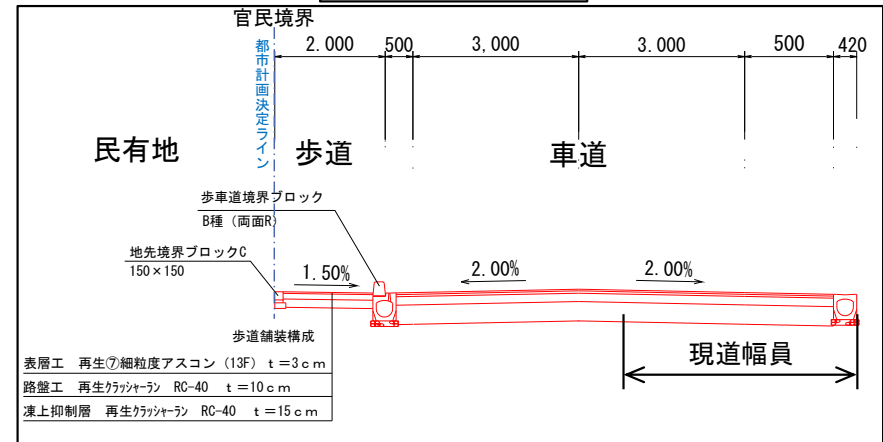 官民境界
2.000 500 3,000 3.000 500 420
都市計画決定ライン
民有地 歩道 車道
歩車道境界ブロック
B種（両面R）
地先境界ブロックC
150×150
1.50% 2.00% 2.00%
歩道舗装構成
現道幅員
表層工 再生⑦細粒度アスコン（13F） t＝3cm
路盤工 再生クラッシャーラン RC-40 t＝10cm
凍上抑制層 再生クラッシャーラン RC-40 t＝15cm